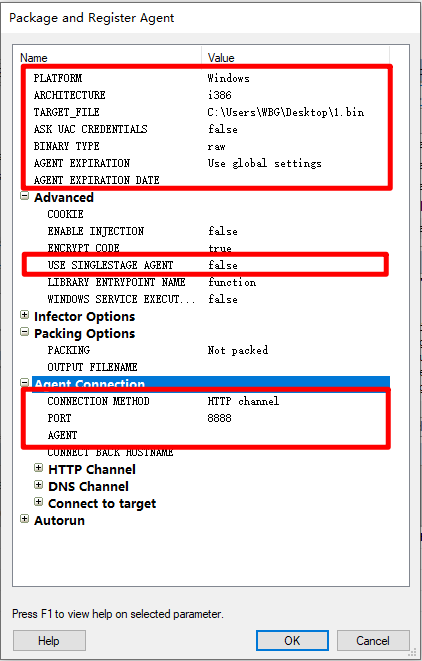 Package and Register Agent
Name Value
PLATFORM Windows
ARCHITECTURE i386
TARGET_FILE C:\Users\WBG\Desktop\1.bin
ASK UAC CREDENTIALS false
BINARY TYPE raw
AGENT EXPIRATION Use global settings
AGENT EXPIRATION DATE
Advanced
COOKIE
ENABLE INJECTION false
ENCRYPT CODE true
USE SINGLESTAGE AGENT false
LIBRARY ENTRYPOINT NAME function
WINDOWS SERVICE EXECUT... false
Infector Options
Packing Options
PACKING Not packed
OUTPUT FILENAME
Agent Connection
CONNECTION METHOD HTTP channel
PORT 8888
AGENT
CONNECT BACK HOSTNAME
HTTP Channel
DNS Channel
Connect to target
Autorun
Press F1 to view help on selected parameter.
Help OK Cancel